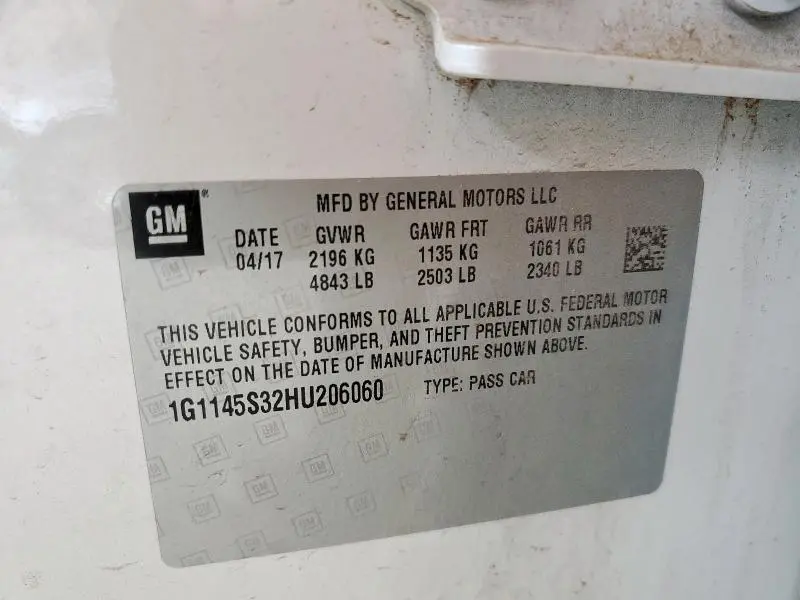 GM®
MFD BY GENERAL MOTORS LLC
DATE GVWR GAWR FRT GAWR RR
04/17 2196 KG 1135 KG 1061 KG
4843 LB 2503 LB 2340 LB
THIS VEHICLE CONFORMS TO ALL APPLICABLE U.S. FEDERAL MOTOR
VEHICLE SAFETY, BUMPER, AND THEFT PREVENTION STANDARDS IN
EFFECT ON THE DATE OF MANUFACTURE SHOWN ABOVE.
1G1145S32HU206060 TYPE: PASS CAR